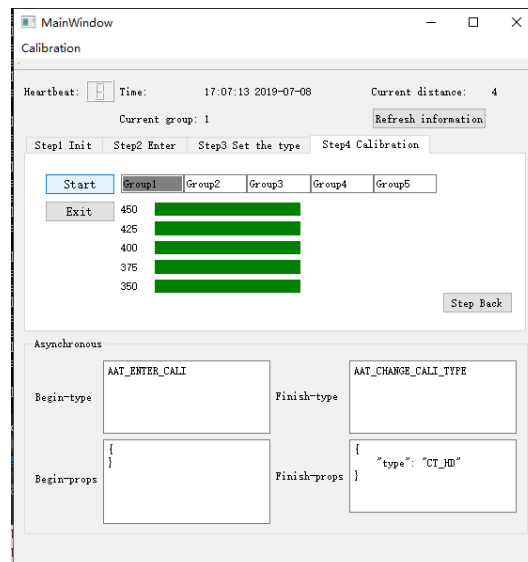 MainWindow
Calibration
Heartbeat: Time: 17:07:13 2019-07-08 Current distance: 4
Current group: 1 Refresh information
Step1 Init Step2 Enter Step3 Set the type Step4 Calibration
Start Group1 Group2 Group3 Group4 Group5
Exit 450
425
400
375
350
Step Back
Asynchronous
Begin-type AAT_ENTER_CALI Finish-type AAT_CHANGE_CALI_TYPE
Begin-props {
}
Finish-props {
"type": "CT_HD"
}